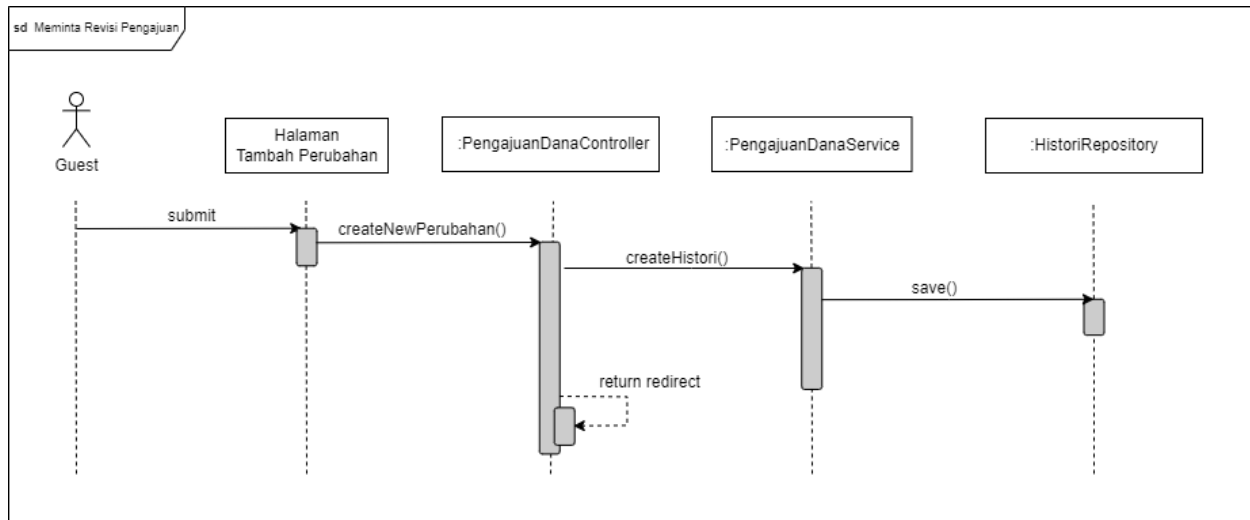 sd Meminta Revisi Pengajuan
Guest
Halaman
Tambah Perubahan
:PengajuanDanaController
:PengajuanDanaService
:HistoriRepository
submit
createNewPerubahan()
createHistori()
save()
return redirect